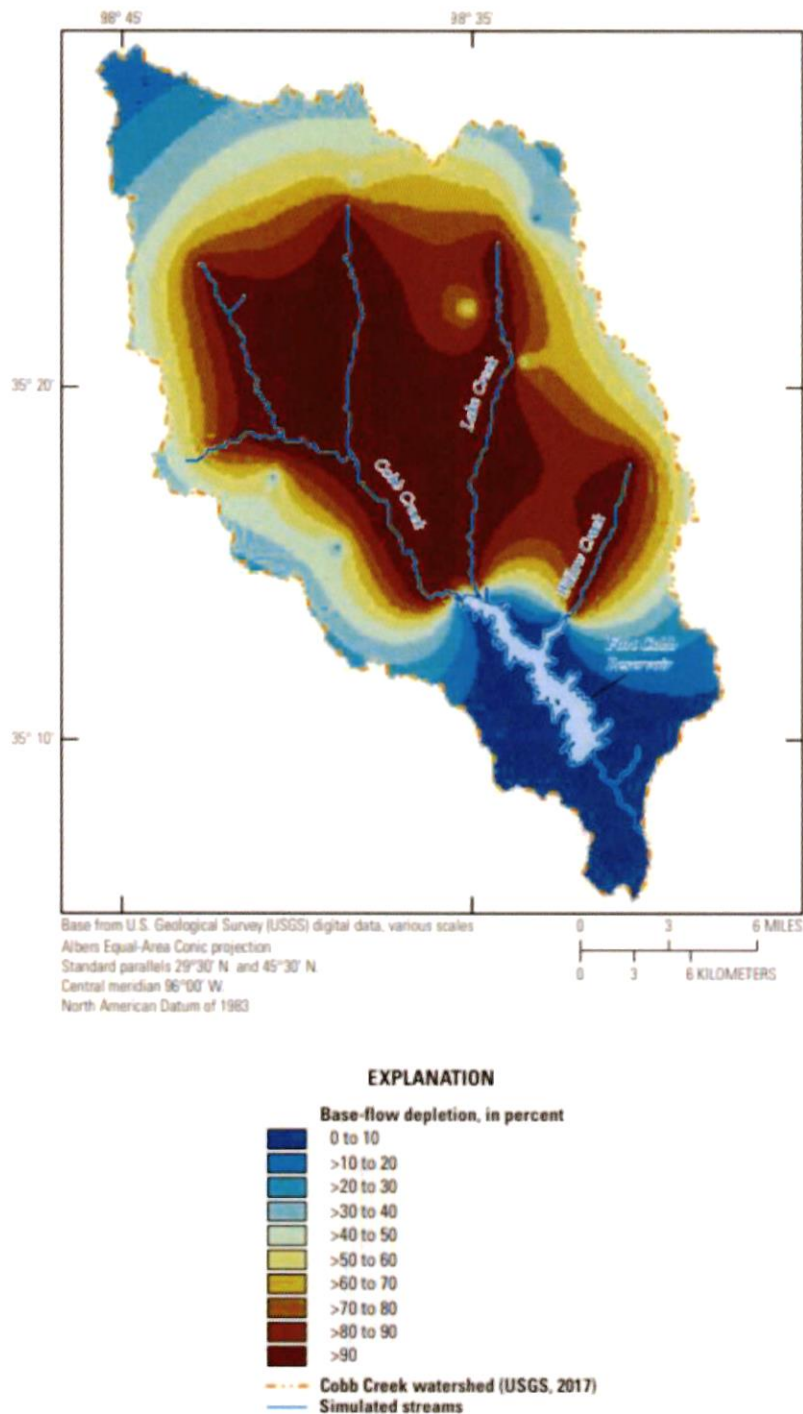 98° 45'
98° 35'
35° 20'
Lake Creek
Cobb Creek
Willow Creek
Fort Cobb
Reservoir
35° 10'
Base from U.S. Geological Survey (USGS) digital data, various scales
Albers Equal-Area Conic projection
Standard parallels 29°30' N and 45°30' N.
Central meridian 96°00' W.
North American Datum of 1983
0 3 6 MILES
0 3 6 KILOMETERS
EXPLANATION
Base-flow depletion, in percent
0 to 10
>10 to 20
>20 to 30
>30 to 40
>40 to 50
>50 to 60
>60 to 70
>70 to 80
>80 to 90
>90
Cobb Creek watershed (USGS, 2017)
Simulated streams